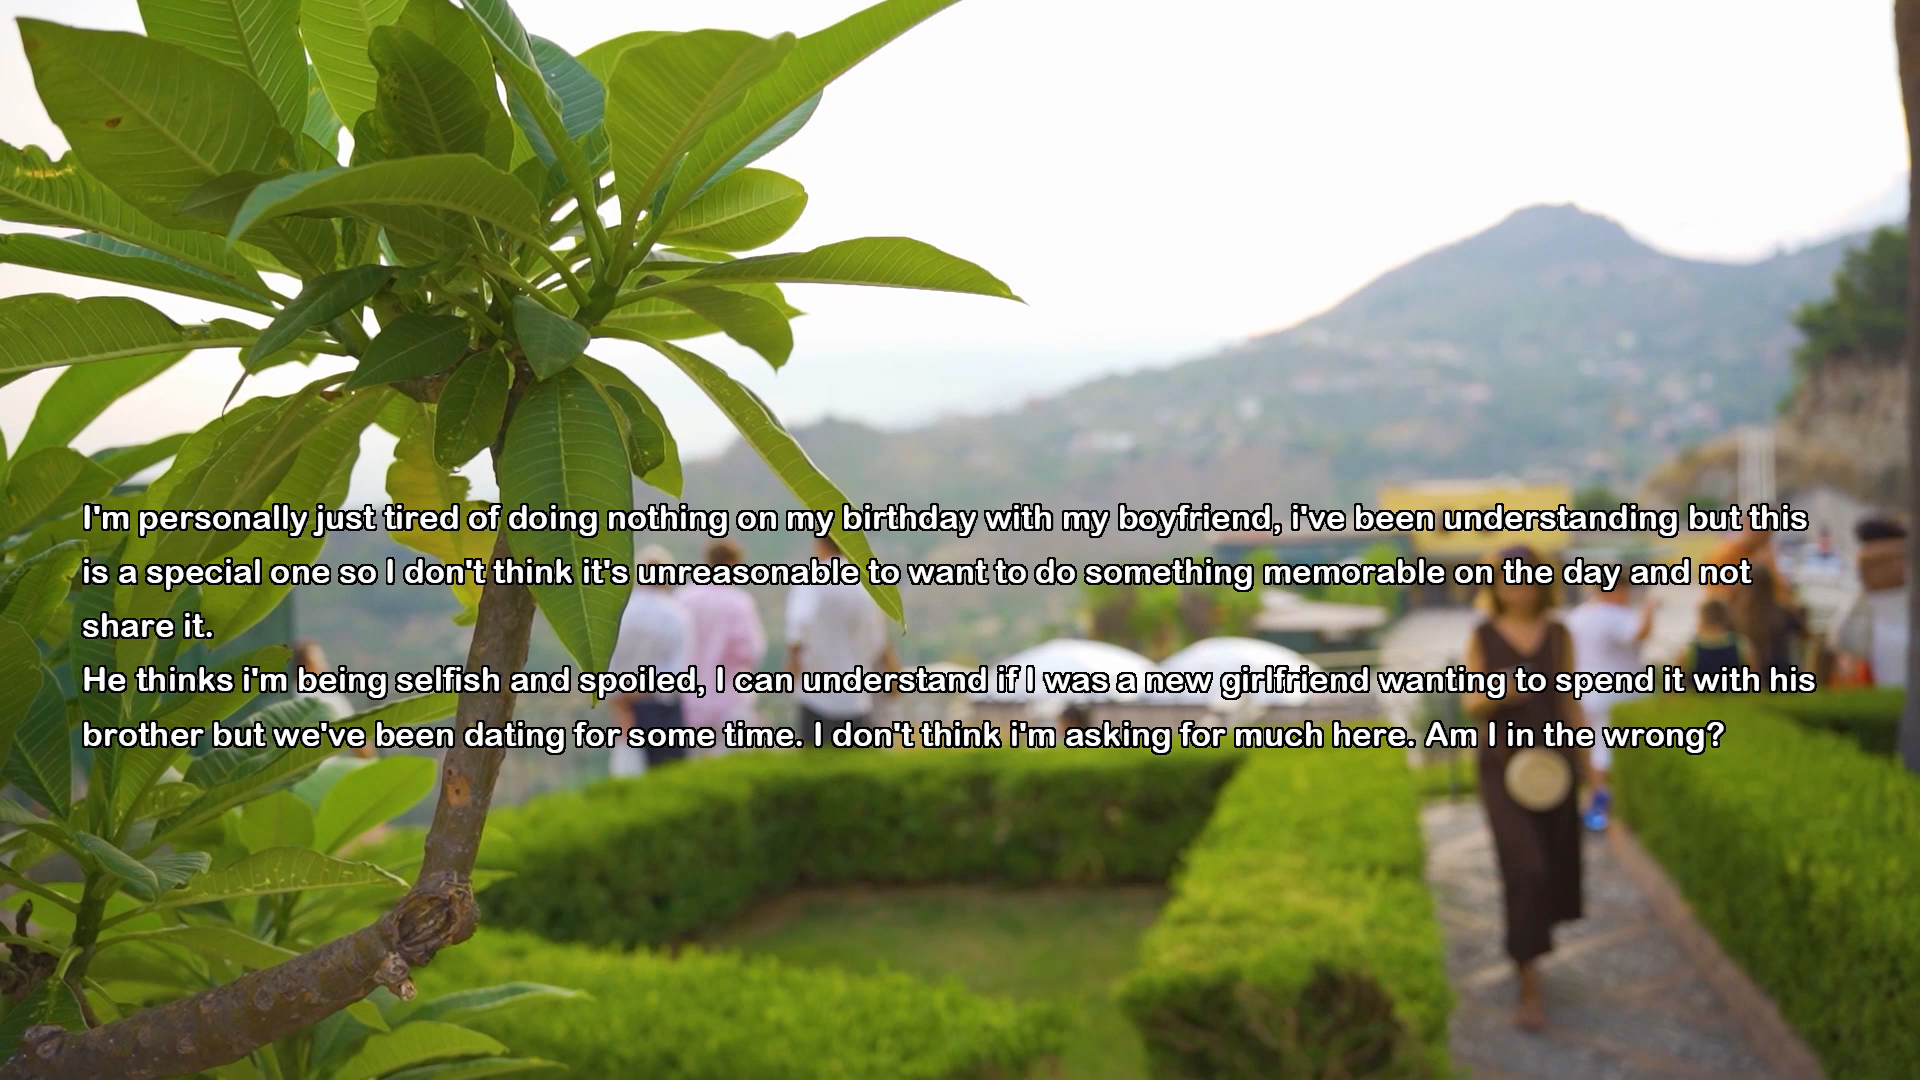 I'm personally just tired of doing nothing on my birthday with my boyfriend, i've been understanding but this
is a special one so I don't think it's unreasonable to want to do something memorable on the day and not
share it.
He thinks i'm being selfish and spoiled, I can understand if I was a new girlfriend wanting to spend it with his
brother but we've been dating for some time. I don't think i'm asking for much here. Am I in the wrong?